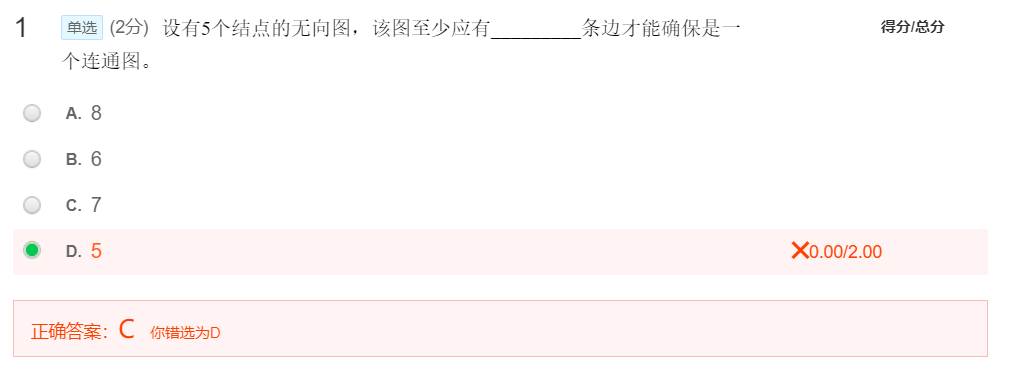 1 单选 (2分) 设有5个结点的无向图，该图至少应有_________条边才能确保是一 得分/总分
个连通图。
A. 8
B. 6
C. 7
D. 5 ×0.00/2.00
正确答案：C 你错选为D